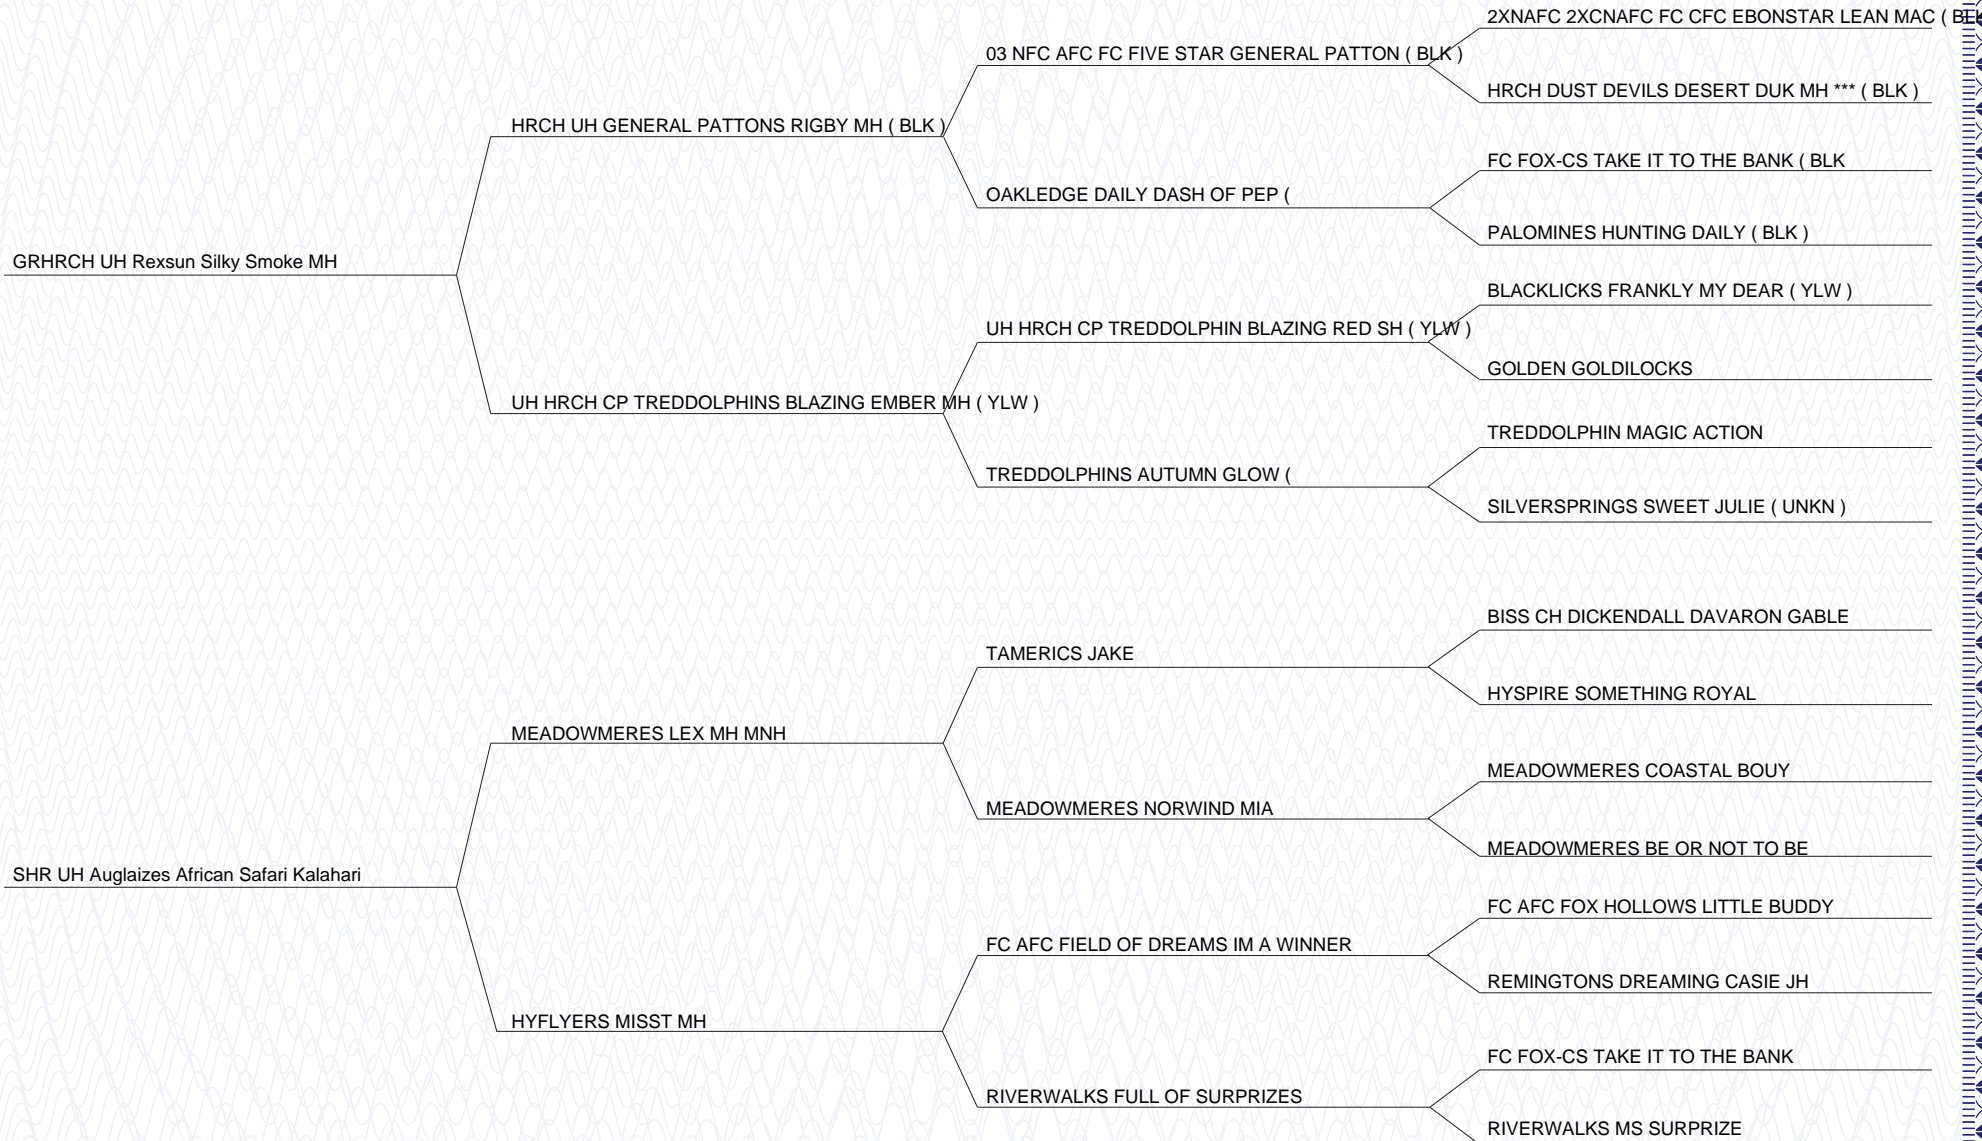 2XNAFC 2XCNAFC FC CFC EBONSTAR LEAN MAC ( BLK
03 NFC AFC FC FIVE STAR GENERAL PATTON ( BLK )
HRCH DUST DEVILS DESERT DUK MH *** ( BLK )
HRCH UH GENERAL PATTONS RIGBY MH ( BLK )
FC FOX-CS TAKE IT TO THE BANK ( BLK
OAKLEDGE DAILY DASH OF PEP (
PALOMINES HUNTING DAILY ( BLK )
GRHRCH UH Rexsun Silky Smoke MH
BLACKLICKS FRANKLY MY DEAR ( YLW )
UH HRCH CP TREDDOLPHIN BLAZING RED SH ( YLW )
GOLDEN GOLDILOCKS
UH HRCH CP TREDDOLPHINS BLAZING EMBER MH ( YLW )
TREDDOLPHIN MAGIC ACTION
TREDDOLPHINS AUTUMN GLOW (
SILVERSPRINGS SWEET JULIE ( UNKN )
BISS CH DICKENDALL DAVARON GABLE
TAMERICS JAKE
HYSPIRE SOMETHING ROYAL
MEADOWMERES LEX MH MNH
MEADOWMERES COASTAL BOUY
MEADOWMERES NORWIND MIA
MEADOWMERES BE OR NOT TO BE
SHR UH Auglaizes African Safari Kalahari
FC AFC FOX HOLLOWS LITTLE BUDDY
FC AFC FIELD OF DREAMS IM A WINNER
REMINGTONS DREAMING CASIE JH
HYFLYERS MISST MH
FC FOX-CS TAKE IT TO THE BANK
RIVERWALKS FULL OF SURPRIZES
RIVERWALKS MS SURPRIZE